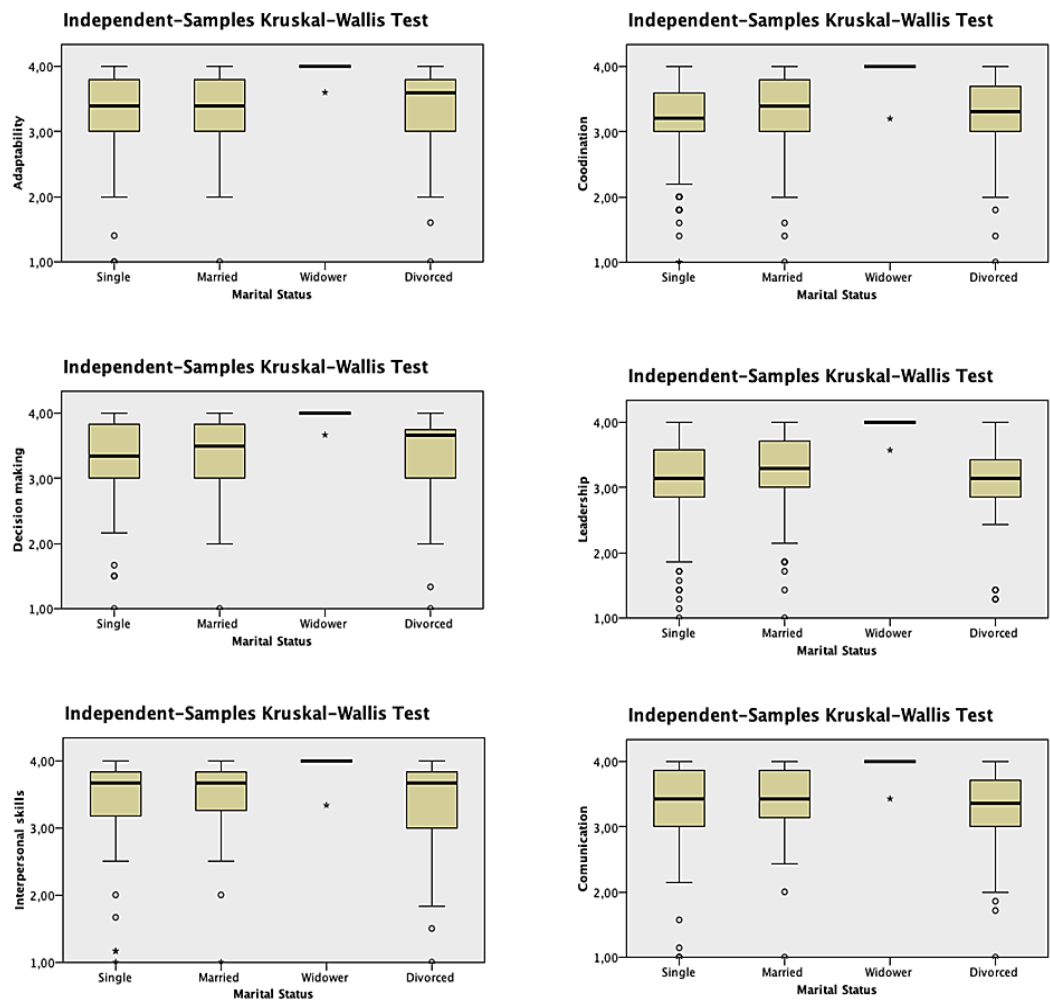 Independent-Samples Kruskal-Wallis Test
4,00
3,00
2,00
1,00
Adaptability
Single Married Widower Divorced
Marital Status
Independent-Samples Kruskal-Wallis Test
4,00
3,00
2,00
1,00
Coodination
Single Married Widower Divorced
Marital Status
Independent-Samples Kruskal-Wallis Test
4,00
3,00
2,00
1,00
Decision making
Single Married Widower Divorced
Marital Status
Independent-Samples Kruskal-Wallis Test
4,00
3,00
2,00
1,00
Leadership
Single Married Widower Divorced
Marital Status
Independent-Samples Kruskal-Wallis Test
4,00
3,00
2,00
1,00
Interpersonal skills
Single Married Widower Divorced
Marital Status
Independent-Samples Kruskal-Wallis Test
4,00
3,00
2,00
1,00
Comunication
Single Married Widower Divorced
Marital Status